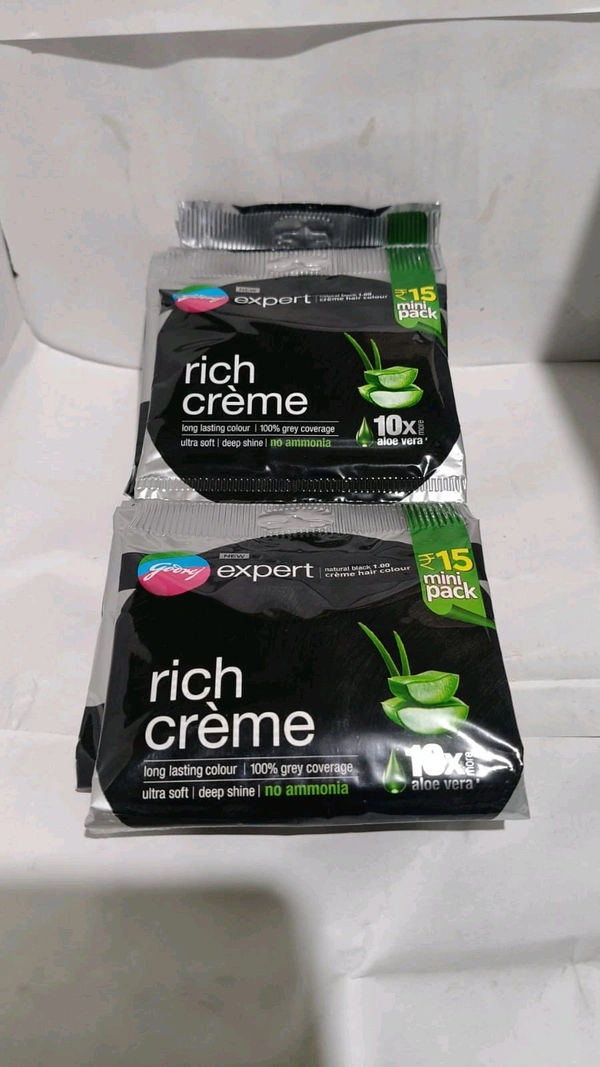 Godrej
NEW
expert | natural black 1.00
crème hair colour
₹15
mini
pack
rich
crème
long lasting colour | 100% grey coverage
ultra soft | deep shine | no ammonia
10x more
aloe vera*
Godrej
NEW
expert | natural black 1.00
crème hair colour
₹15
mini
pack
rich
crème
long lasting colour | 100% grey coverage
ultra soft | deep shine | no ammonia
10x more
aloe vera*